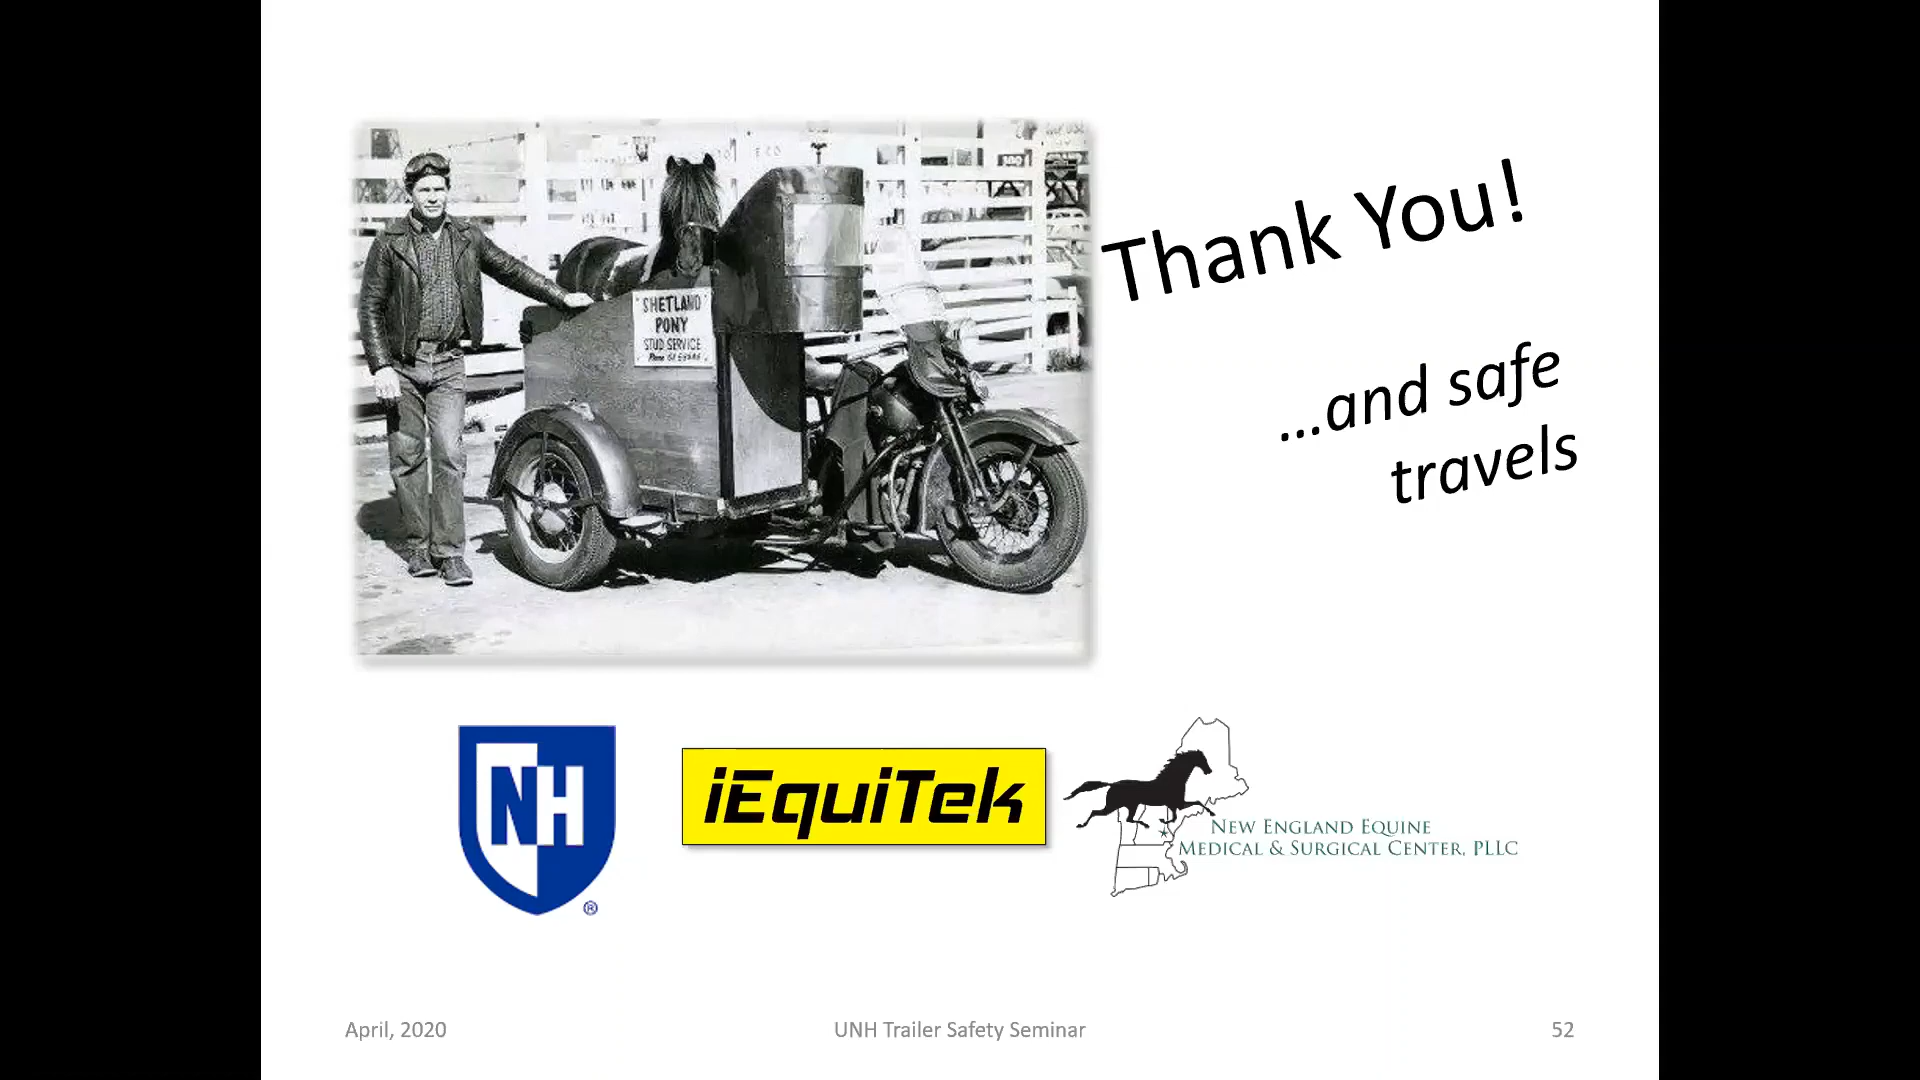 Thank You!
...and safe
travels
"SHETLAND"
PONY
STUD SERVICE
NH
®
iEquiTek
NEW ENGLAND EQUINE
MEDICAL & SURGICAL CENTER, PLLC
April, 2020
UNH Trailer Safety Seminar
52